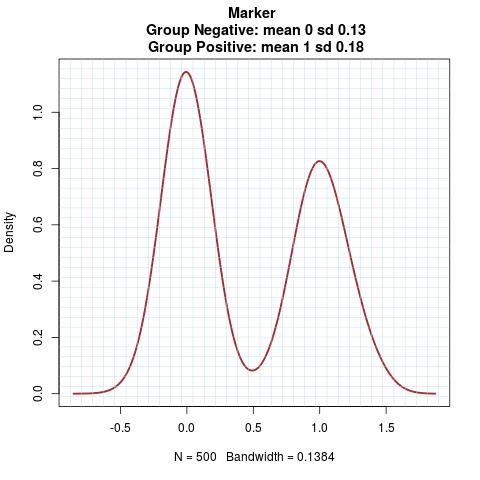 Marker
Group Negative: mean 0 sd 0.13
Group Positive: mean 1 sd 0.18
Density
1.0
0.8
0.6
0.4
0.2
0.0
-0.5 0.0 0.5 1.0 1.5
N = 500 Bandwidth = 0.1384